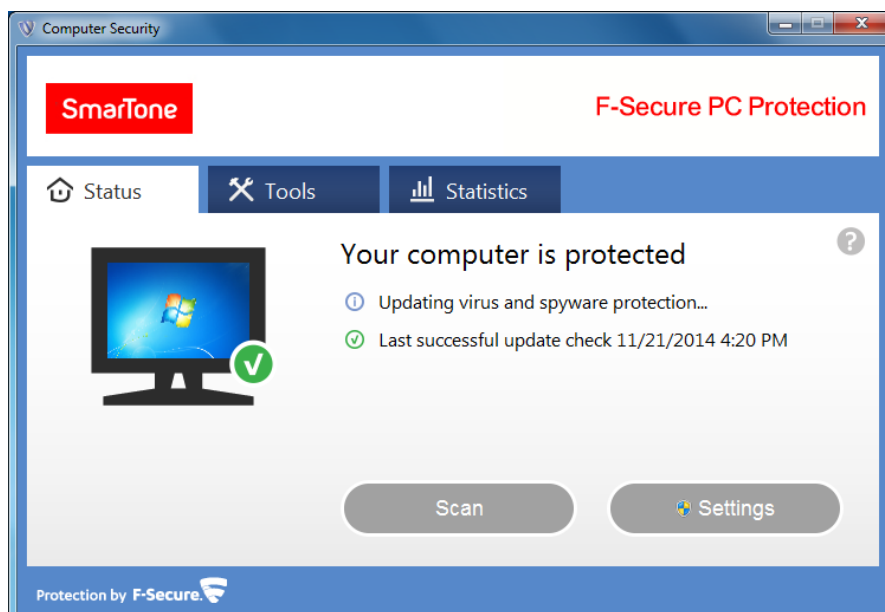 Computer Security
SmarTone
F-Secure PC Protection
Status
Tools
Statistics
Your computer is protected
?
Updating virus and spyware protection...
Last successful update check 11/21/2014 4:20 PM
Scan
Settings
Protection by F-Secure.